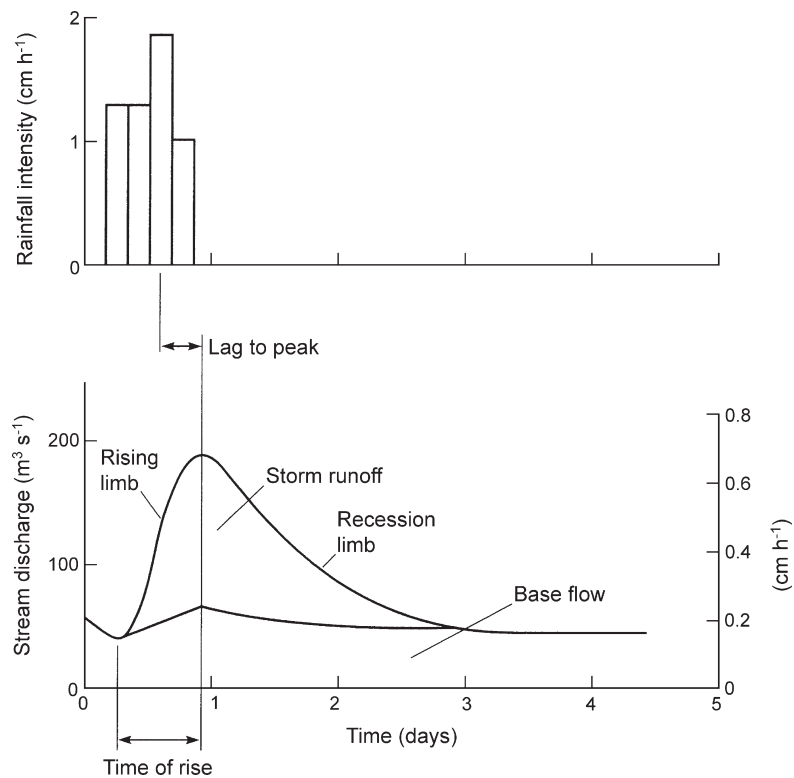 2
1
0
Rainfall intensity (cm h⁻¹)
Lag to peak
200
100
0
Stream discharge (m³ s⁻¹)
Rising
limb
Storm runoff
Recession
limb
Base flow
0.8
0.6
0.4
0.2
0
(cm h⁻¹)
0 1 2 3 4 5
Time (days)
Time of rise